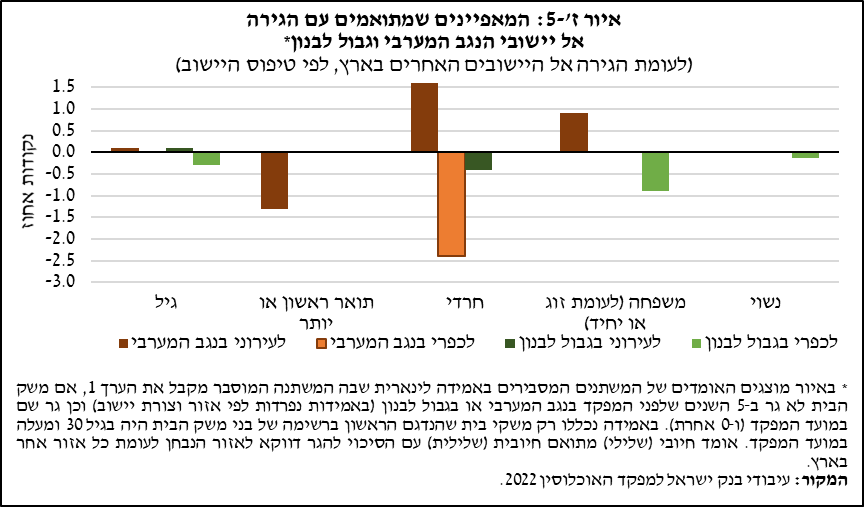 איור ז'-5: המאפיינים שמתואמים עם הגירה
אל יישובי הנגב המערבי וגבול לבנון*
(לעומת הגירה אל היישובים האחרים בארץ, לפי טיפוס היישוב)
נקודות אחוז
1.5
1.0
0.5
0.0
-0.5
-1.0
-1.5
-2.0
-2.5
-3.0
גיל
תואר ראשון או
יותר
חרדי
משפחה (לעומת זוג
או יחיד)
נשוי
לעירוני בנגב המערבי
לכפרי בנגב המערבי
לעירוני בגבול לבנון
לכפרי בגבול לבנון
* באיור מוצגים האומדים של המשתנים המסבירים באמידה לינארית שבה המשתנה המוסבר מקבל את הערך 1, אם משק
הבית לא גר ב-5 השנים שלפני המפקד בנגב המערבי או בגבול לבנון (באמידות נפרדות לפי אזור וצורת יישוב) וכן גר שם
במועד המפקד (ו-0 אחרת). באמידה נכללו רק משקי בית שהנדגם הראשון ברשימה של בני משק הבית היה בגיל 30 ומעלה
במועד המפקד. אומד חיובי (שלילי) מתואם חיובית (שלילית) עם הסיכוי להגר דווקא לאזור הנבחן לעומת כל אזור אחר
בארץ.
המקור: עיבודי בנק ישראל למפקד האוכלוסין 2022.